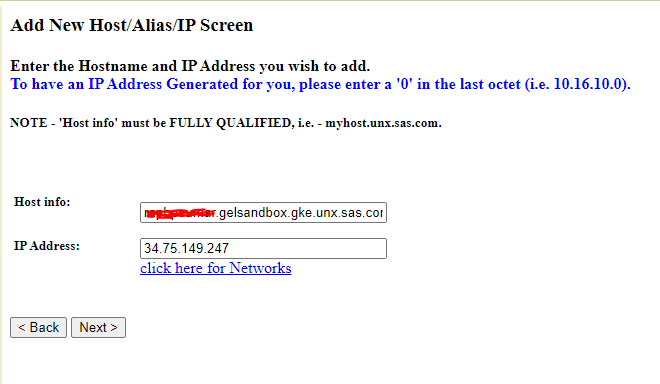 Add New Host/Alias/IP Screen
Enter the Hostname and IP Address you wish to add.
To have an IP Address Generated for you, please enter a '0' in the last octet (i.e. 10.16.10.0).
NOTE - 'Host info' must be FULLY QUALIFIED, i.e. - myhost.unx.sas.com.
Host info:
.gelsandbox.gke.unx.sas.cor
IP Address:
34.75.149.247
click here for Networks
< Back
Next >